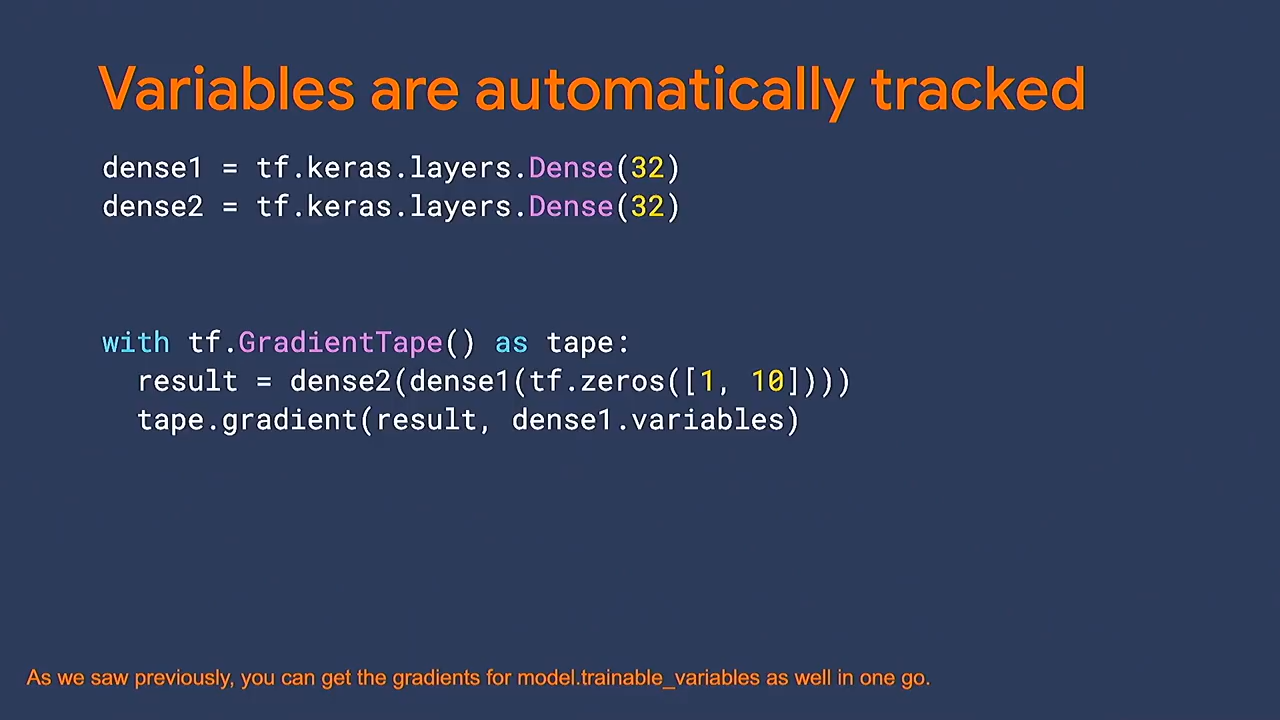 Variables are automatically tracked
dense1 = tf.keras.layers.Dense(32)
dense2 = tf.keras.layers.Dense(32)
with tf.GradientTape() as tape:
  result = dense2(dense1(tf.zeros([1, 10])))
  tape.gradient(result, dense1.variables)
As we saw previously, you can get the gradients for model.trainable_variables as well in one go.